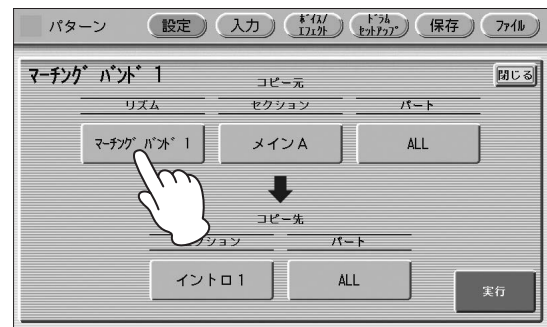 パターン 設定 入力 ボイス/エフェクト ドラムセットアップ 保存 ファイル
マーチング バンド 1 閉じる
コピー元
リズム セクション パート
マーチング バンド 1 メイン A ALL
コピー先
ション パート
イントロ 1 ALL 実行